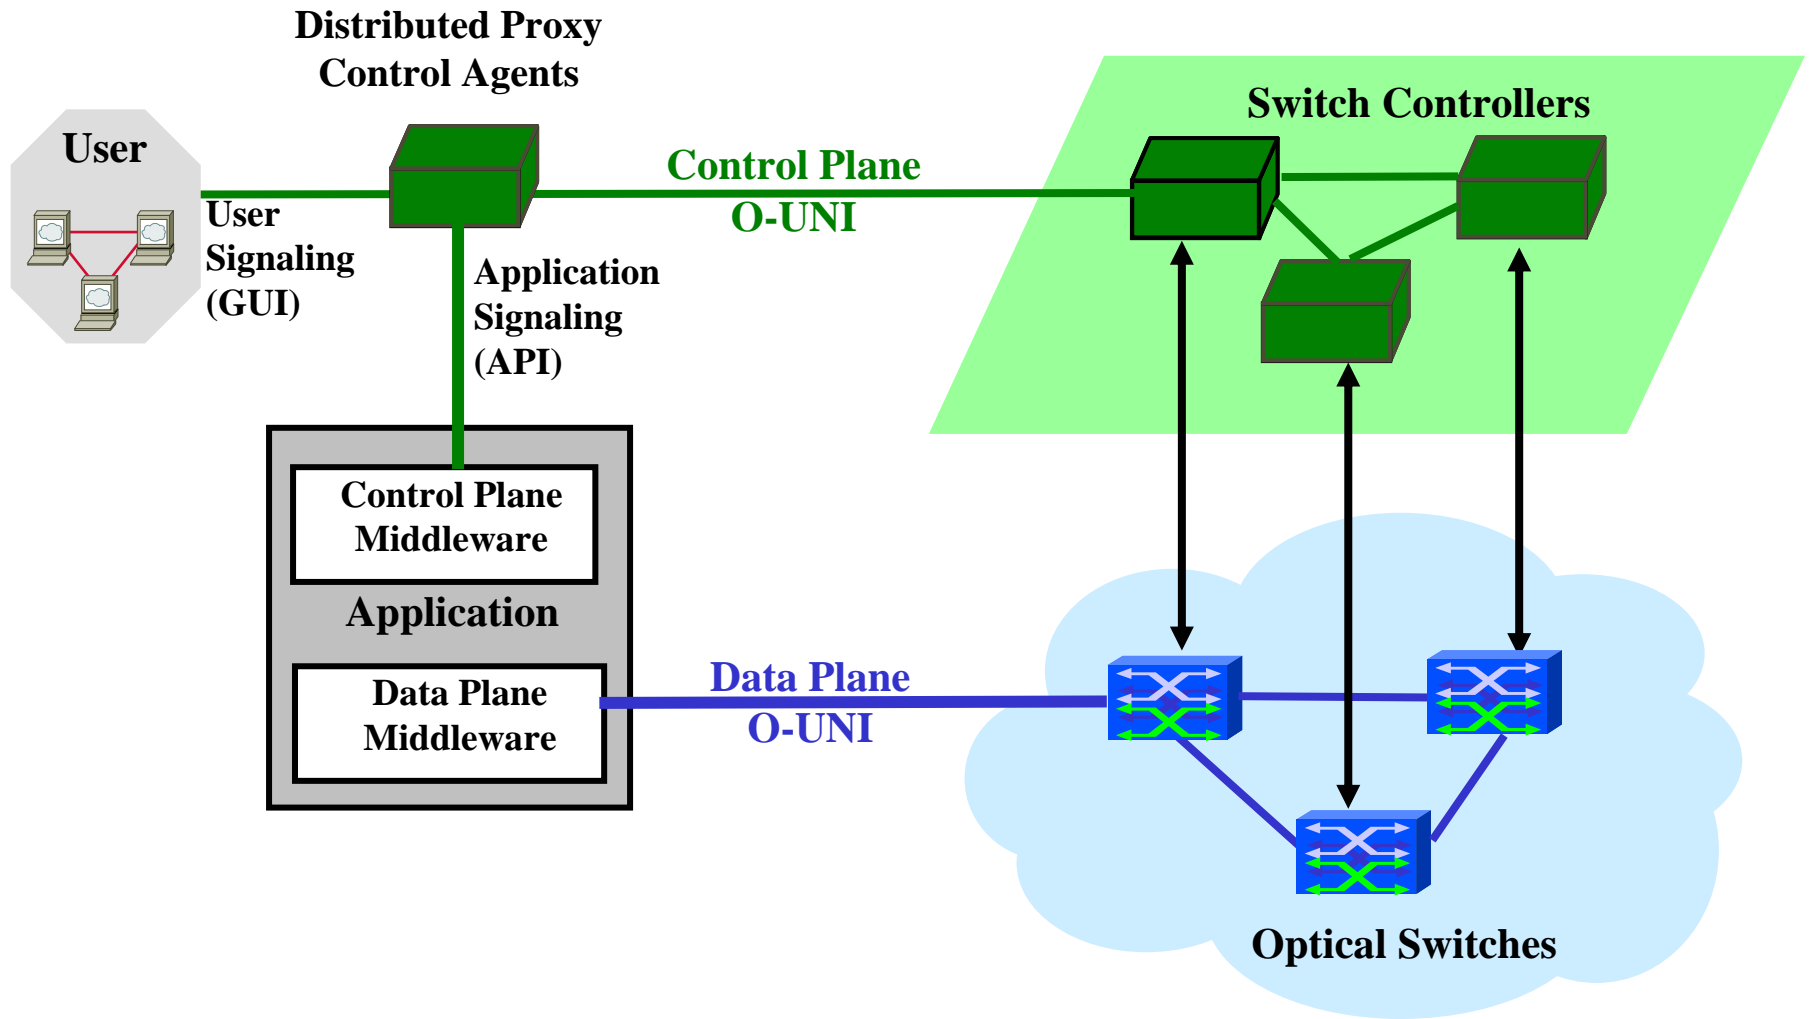 Distributed Proxy
Control Agents
Switch Controllers
User
Control Plane
O-UNI
User
Signaling
(GUI)
Application
Signaling
(API)
Control Plane
Middleware
Application
Data Plane
Middleware
Data Plane
O-UNI
Optical Switches